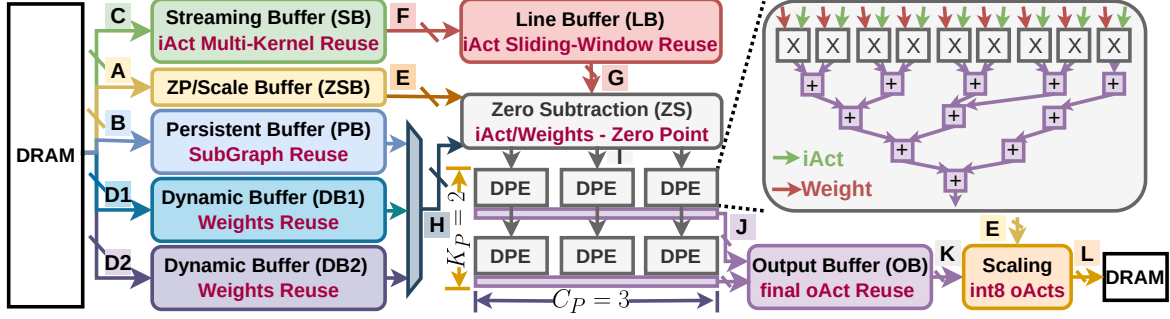 DRAM
C
Streaming Buffer (SB)
iAct Multi-Kernel Reuse
F
Line Buffer (LB)
iAct Sliding-Window Reuse
A
ZP/Scale Buffer (ZSB)
E
G
B
Persistent Buffer (PB)
SubGraph Reuse
Zero Subtraction (ZS)
iAct/Weights - Zero Point
D1
Dynamic Buffer (DB1)
Weights Reuse
H
I
D2
Dynamic Buffer (DB2)
Weights Reuse
K_P = 2
DPE DPE DPE
DPE DPE DPE
C_P = 3
J
X X X X X X X X X
+ + + + +
+ + +
+ +
+
iAct
Weight
Output Buffer (OB)
final oAct Reuse
K
E
Scaling
int8 oActs
L
DRAM